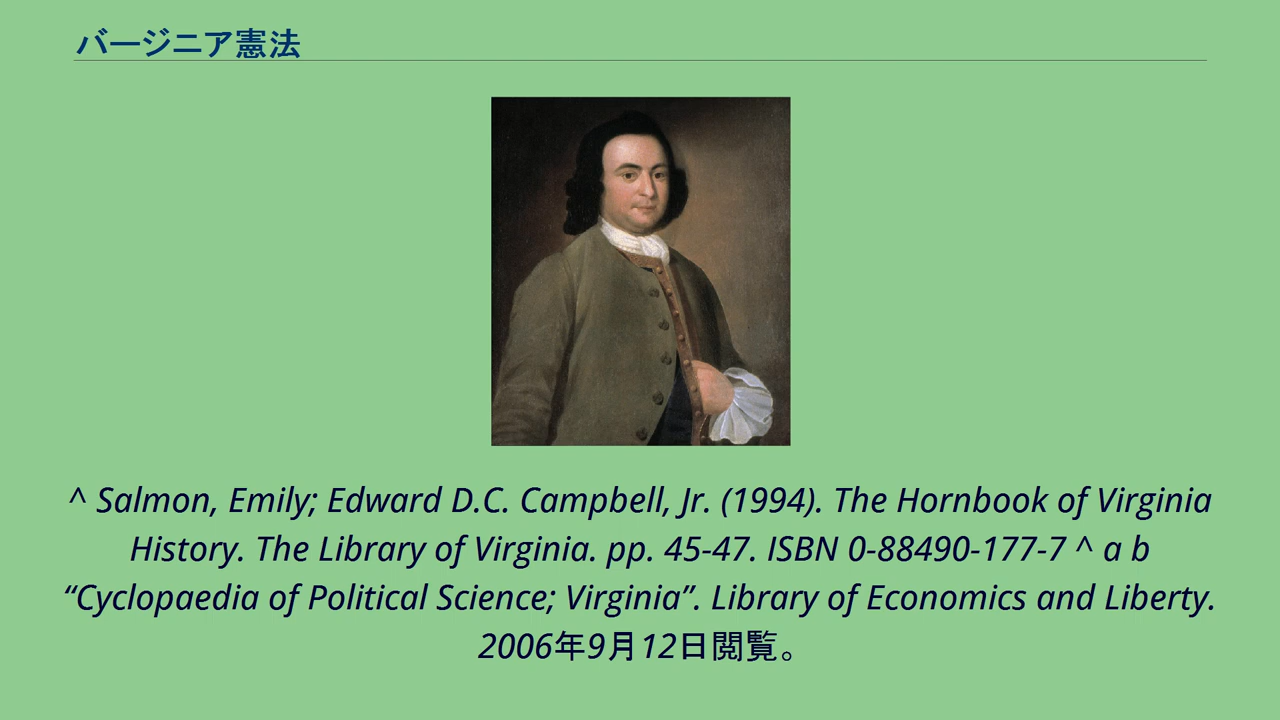 バージニア憲法
^ Salmon, Emily; Edward D.C. Campbell, Jr. (1994). The Hornbook of Virginia
History. The Library of Virginia. pp. 45-47. ISBN 0-88490-177-7 ^ a b
“Cyclopaedia of Political Science; Virginia”. Library of Economics and Liberty.
2006年9月12日閲覧。